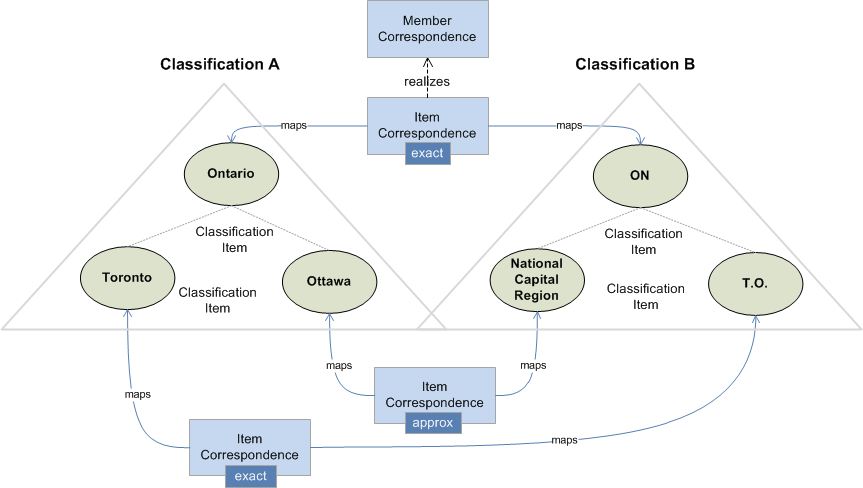 Member
Correspondence
Classification A
Classification B
realizes
Item
Correspondence
exact
maps
maps
Ontario
ON
Classification
Item
Classification
Item
Toronto
Ottawa
National
Capital
Region
T.O.
Classification
Item
Classification
Item
maps
maps
Item
Correspondence
approx
maps
Item
Correspondence
exact
maps